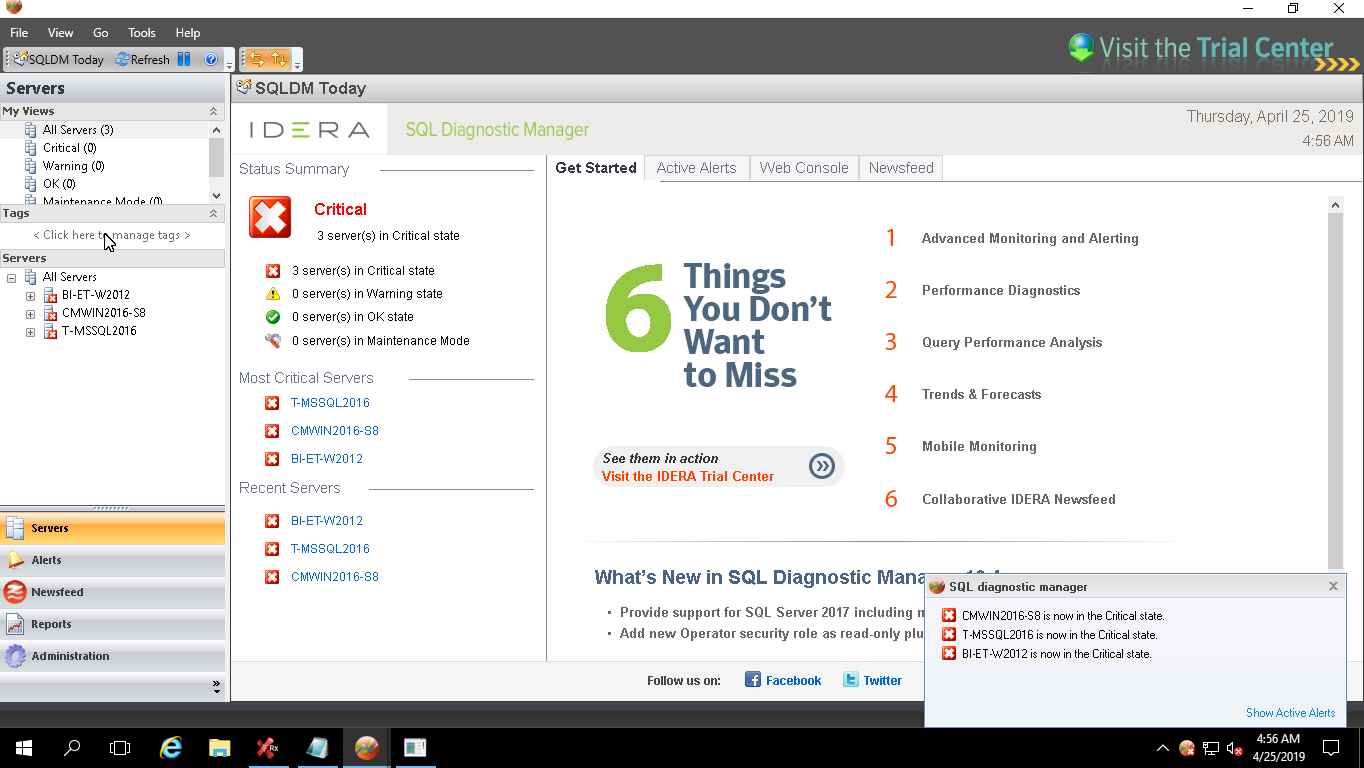 File View Go Tools Help
Visit the Trial Center
SQLDM Today Refresh
Servers
SQLDM Today
My Views
All Servers (3)
Critical (0)
Warning (0)
OK (0)
Maintenance Mode (0)
Tags
< Click here to manage tags >
Servers
All Servers
BI-ET-W2012
CMWIN2016-S8
T-MSSQL2016
Servers
Alerts
Newsfeed
Reports
Administration
IDERA
SQL Diagnostic Manager
Thursday, April 25, 2019
4:56 AM
Status Summary
Critical
3 server(s) in Critical state
3 server(s) in Critical state
0 server(s) in Warning state
0 server(s) in OK state
0 server(s) in Maintenance Mode
Most Critical Servers
T-MSSQL2016
CMWIN2016-S8
BI-ET-W2012
Recent Servers
BI-ET-W2012
T-MSSQL2016
CMWIN2016-S8
Get Started Active Alerts Web Console Newsfeed
6 Things
You Don't
Want
to Miss
See them in action
Visit the IDERA Trial Center
1 Advanced Monitoring and Alerting
2 Performance Diagnostics
3 Query Performance Analysis
4 Trends & Forecasts
5 Mobile Monitoring
6 Collaborative IDERA Newsfeed
What's New in SQL Diagnostic Mana
• Provide support for SQL Server 2017 including
• Add new Operator security role as read-only plu
Follow us on: Facebook Twitter
SQL diagnostic manager
CMWIN2016-S8 is now in the Critical state.
T-MSSQL2016 is now in the Critical state.
BI-ET-W2012 is now in the Critical state.
Show Active Alerts
Rx
4:56 AM
4/25/2019